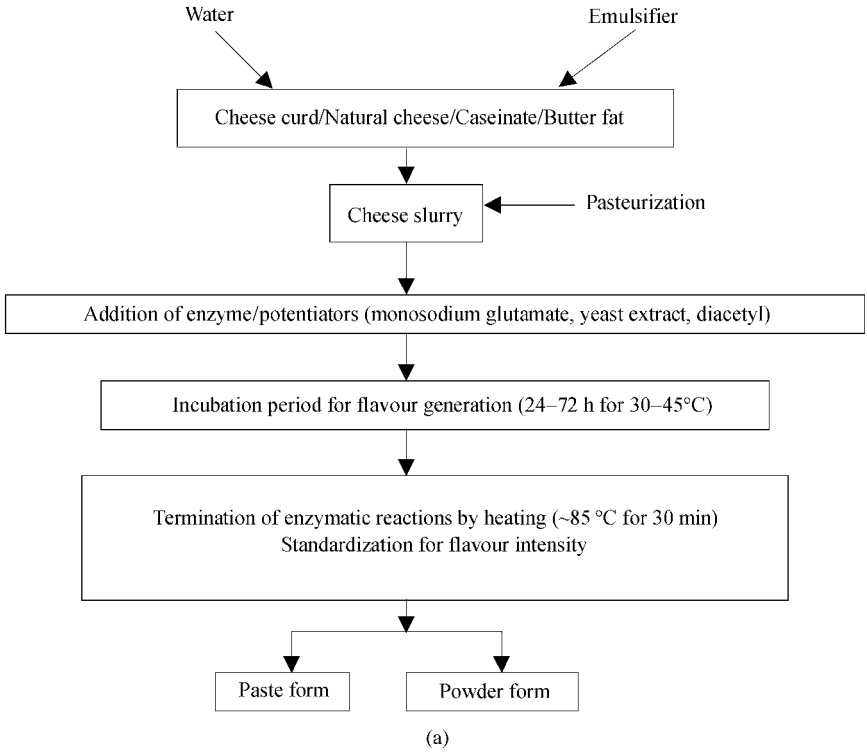 Water
Emulsifier
Cheese curd/Natural cheese/Caseinate/Butter fat
Cheese slurry
Pasteurization
Addition of enzyme/potentiators (monosodium glutamate, yeast extract, diacetyl)
Incubation period for flavour generation (24–72 h for 30–45°C)
Termination of enzymatic reactions by heating (~85 °C for 30 min)
Standardization for flavour intensity
Paste form
Powder form
(a)